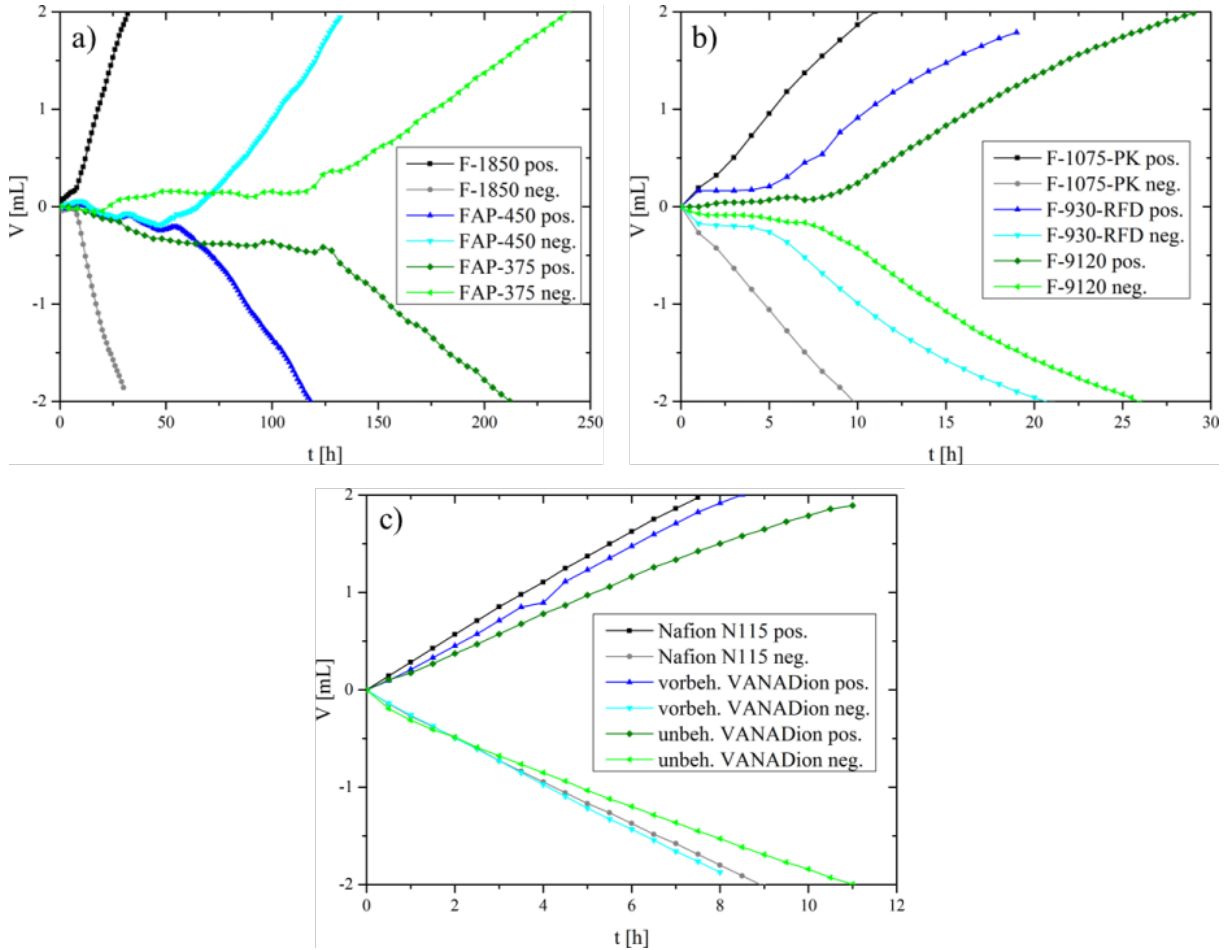 a)
2
1
0
-1
-2
V [mL]
0 50 100 150 200 250
t [h]
F-1850 pos.
F-1850 neg.
FAP-450 pos.
FAP-450 neg.
FAP-375 pos.
FAP-375 neg.
b)
2
1
0
-1
-2
V [mL]
0 5 10 15 20 25 30
t [h]
F-1075-PK pos.
F-1075-PK neg.
F-930-RFD pos.
F-930-RFD neg.
F-9120 pos.
F-9120 neg.
c)
2
1
0
-1
-2
V [mL]
0 2 4 6 8 10 12
t [h]
Nafion N115 pos.
Nafion N115 neg.
vorbeh. VANADion pos.
vorbeh. VANADion neg.
unbeh. VANADion pos.
unbeh. VANADion neg.